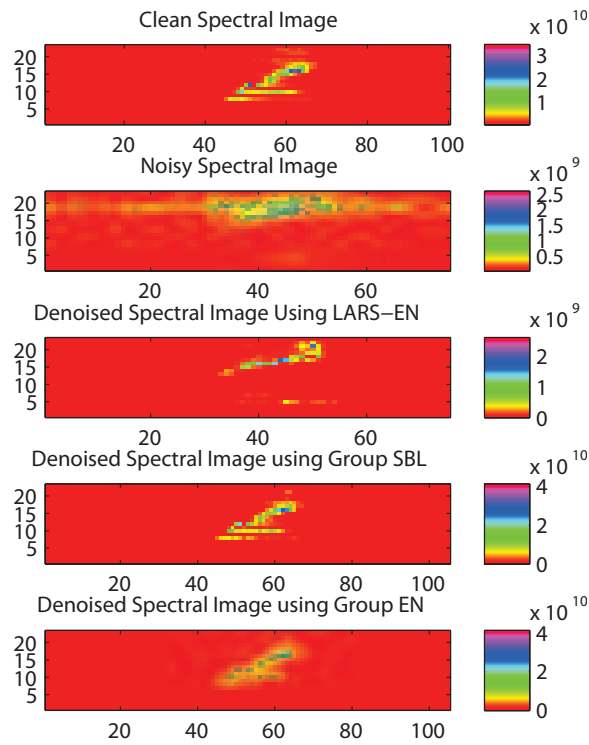 Clean Spectral Image
x 10^10
20
15
10
5
3
2
1
20 40 60 80 100
Noisy Spectral Image
x 10^9
20
15
10
5
2.5
2
1.5
1
0.5
20 40 60
Denoised Spectral Image Using LARS−EN
x 10^9
20
15
10
5
2
1
0
20 40 60
Denoised Spectral Image using Group SBL
x 10^10
20
15
10
5
4
2
0
20 40 60 80 100
Denoised Spectral Image using Group EN
x 10^10
20
15
10
5
4
2
0
20 40 60 80 100